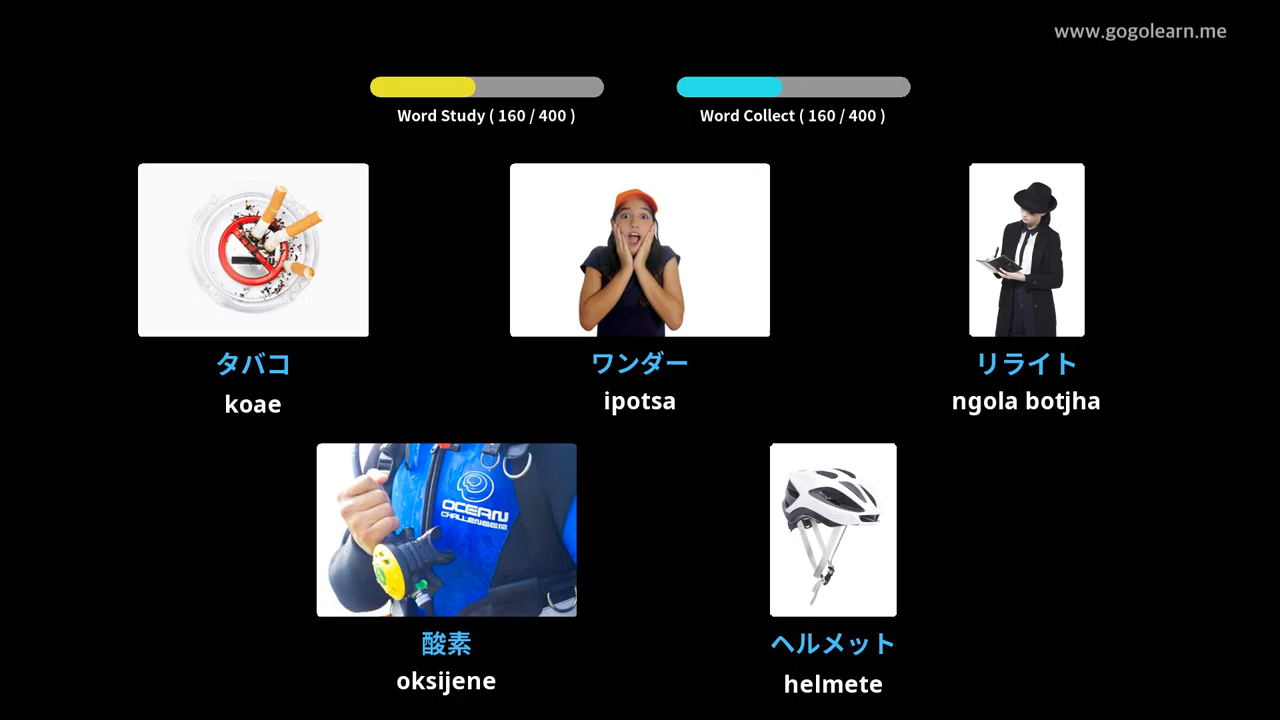 www.gogolearn.me
Word Study ( 160 / 400 )
Word Collect ( 160 / 400 )
タバコ
koae
ワンダー
ipotsa
リライト
ngola botjha
OCEAN
CHALLENGER
酸素
oksijene
ヘルメット
helmete